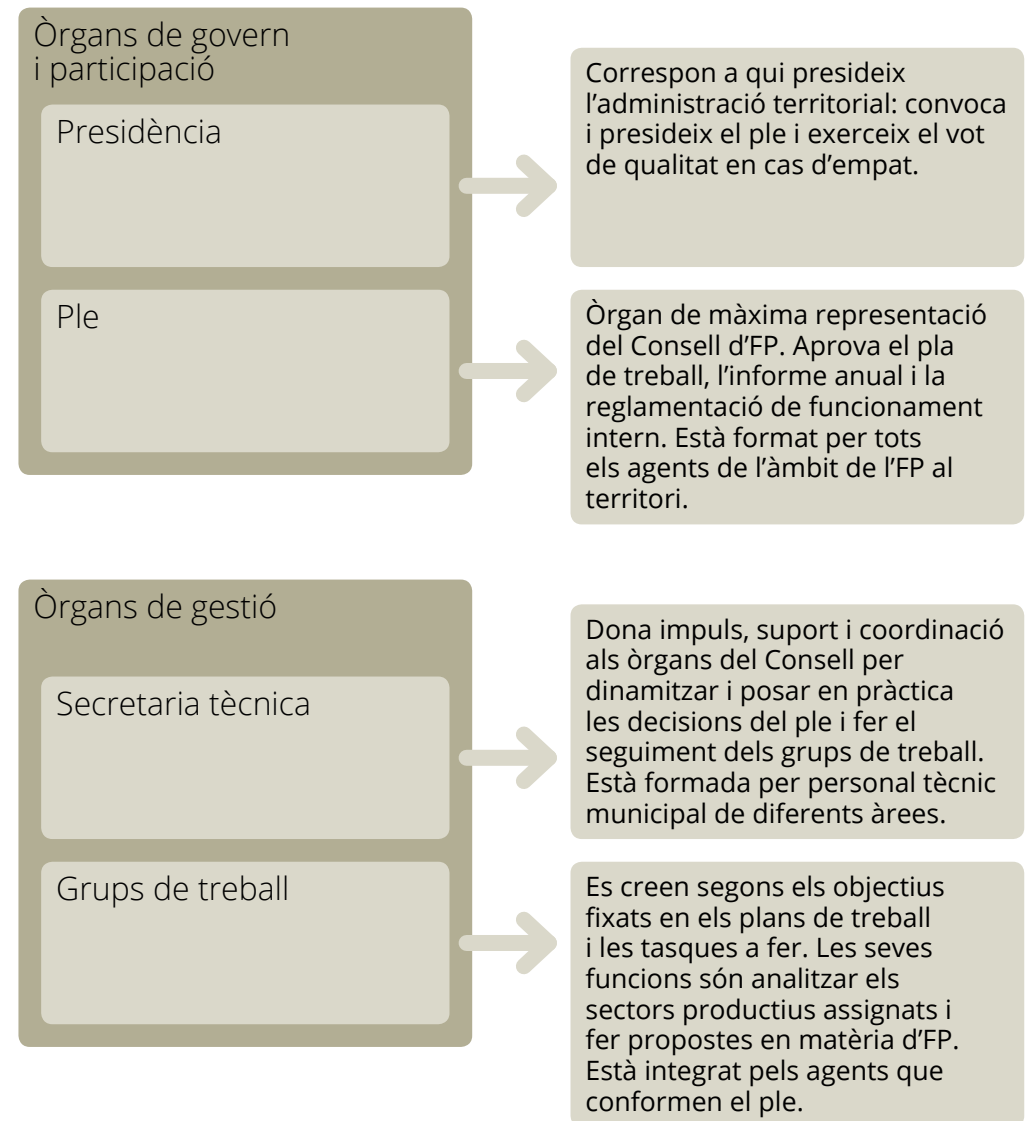 Òrgans de govern
i participació
Presidència
Correspon a qui presideix
l’administració territorial: convoca
i presideix el ple i exerceix el vot
de qualitat en cas d’empat.
Ple
Òrgan de màxima representació
del Consell d’FP. Aprova el pla
de treball, l’informe anual i la
reglamentació de funcionament
intern. Està format per tots
els agents de l’àmbit de l’FP al
territori.
Òrgans de gestió
Secretaria tècnica
Dona impuls, suport i coordinació
als òrgans del Consell per
dinamitzar i posar en pràctica
les decisions del ple i fer el
seguiment dels grups de treball.
Està formada per personal tècnic
municipal de diferents àrees.
Grups de treball
Es creen segons els objectius
fixats en els plans de treball
i les tasques a fer. Les seves
funcions són analitzar els
sectors productius assignats i
fer propostes en matèria d’FP.
Està integrat pels agents que
conformen el ple.